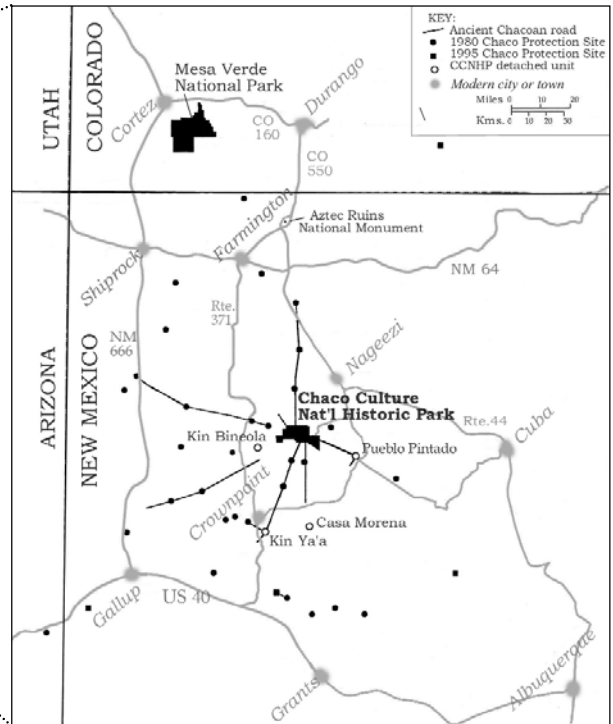 KEY:
Ancient Chacoan road
1980 Chaco Protection Site
1995 Chaco Protection Site
CCNHP detached unit
Modern city or town
Miles 0 10 20
Kms. 0 10 20 30
UTAH
COLORADO
Mesa Verde
National Park
Cortez
Durango
CO
160
CO
550
Farmington
Aztec Ruins
National Monument
Shiprock
NM 64
Rte.
371
NM
666
Nageezi
ARIZONA
NEW MEXICO
Chaco Culture
Nat'l Historic Park
Rte.44
Cuba
Kin Bineola
Pueblo Pintado
Crownpoint
Casa Morena
Kin Ya'a
Gallup
US 40
Grants
Albuquerque